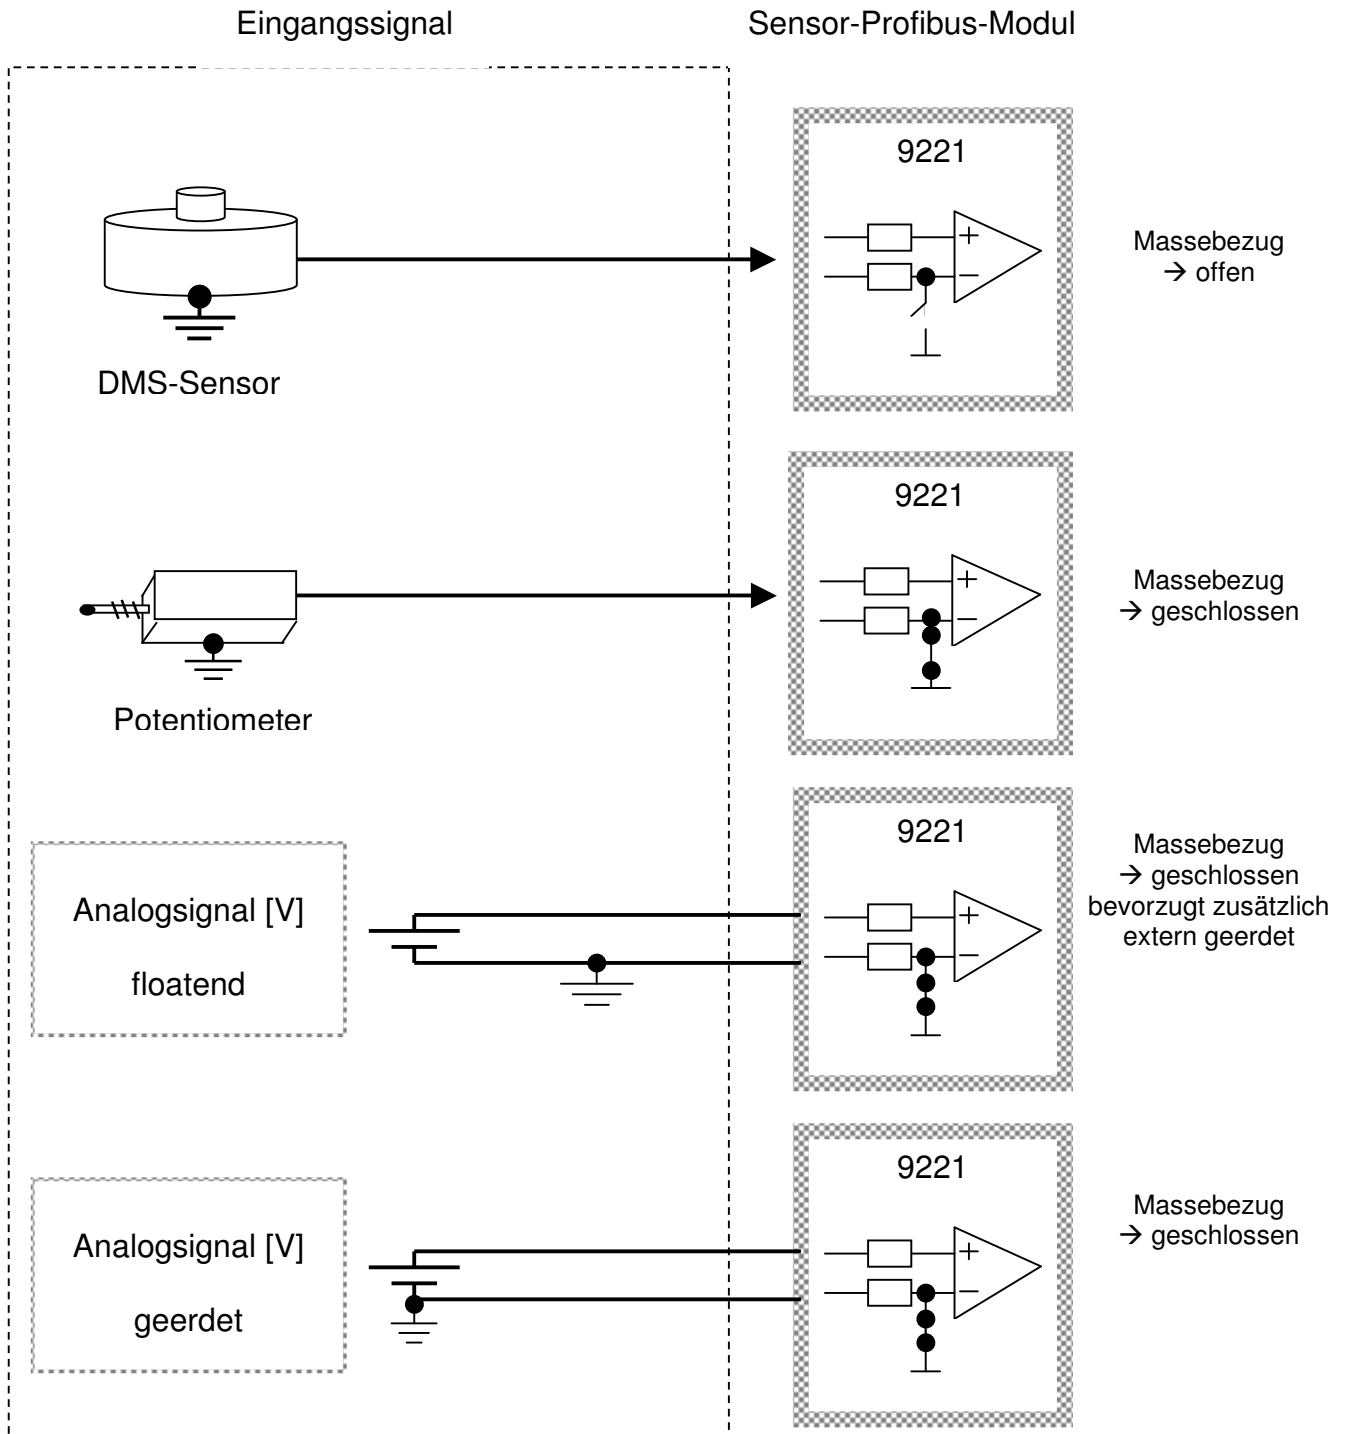 Eingangssignal
Sensor-Profibus-Modul
9221
Massebezug
→ offen
DMS-Sensor
9221
Massebezug
→ geschlossen
Potentiometer
9221
Massebezug
→ geschlossen
bevorzugt zusätzlich
extern geerdet
Analogsignal [V]
floatend
9221
Massebezug
→ geschlossen
Analogsignal [V]
geerdet